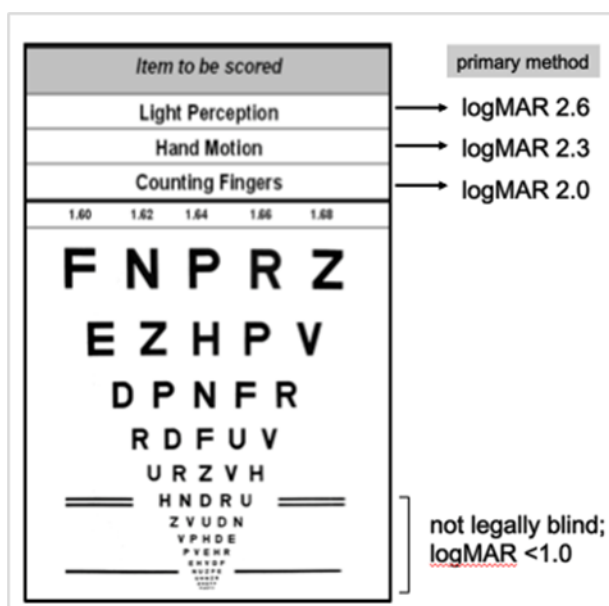 Item to be scored
primary method
Light Perception
logMAR 2.6
Hand Motion
logMAR 2.3
Counting Fingers
logMAR 2.0
1.60 1.62 1.64 1.66 1.68
F N P R Z
E Z H P V
D P N F R
R D F U V
U R Z V H
H N D R U
Z V U D N
V P H D E
P V E H R
not legally blind;
logMAR <1.0